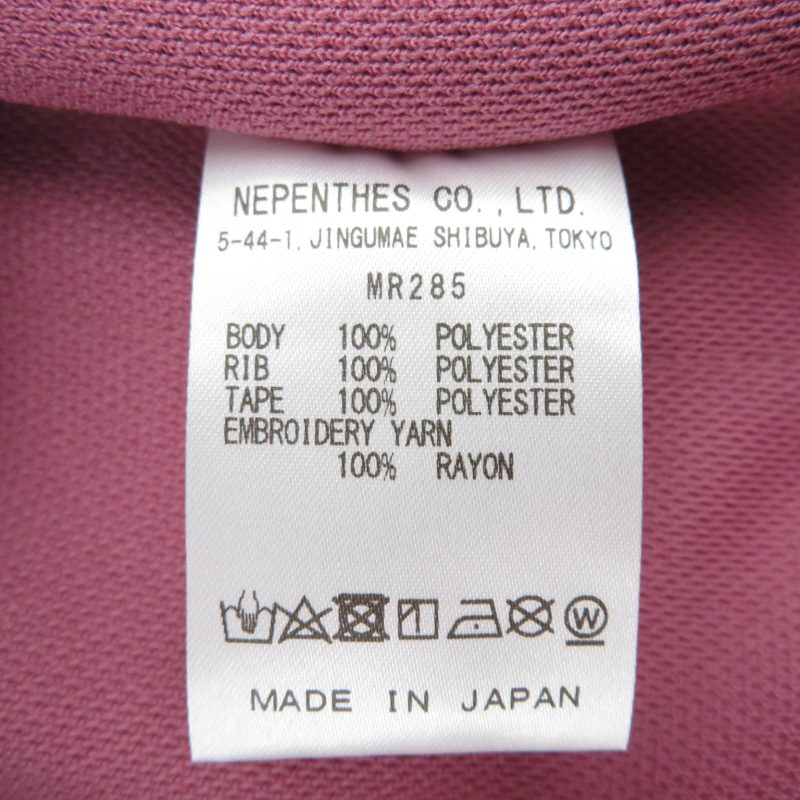 NEPENTHES CO.,LTD.
5-44-1, JINGUMAE SHIBUYA, TOKYO
MR285
BODY 100% POLYESTER
RIB 100% POLYESTER
TAPE 100% POLYESTER
EMBROIDERY YARN
100% RAYON
W
MADE IN JAPAN